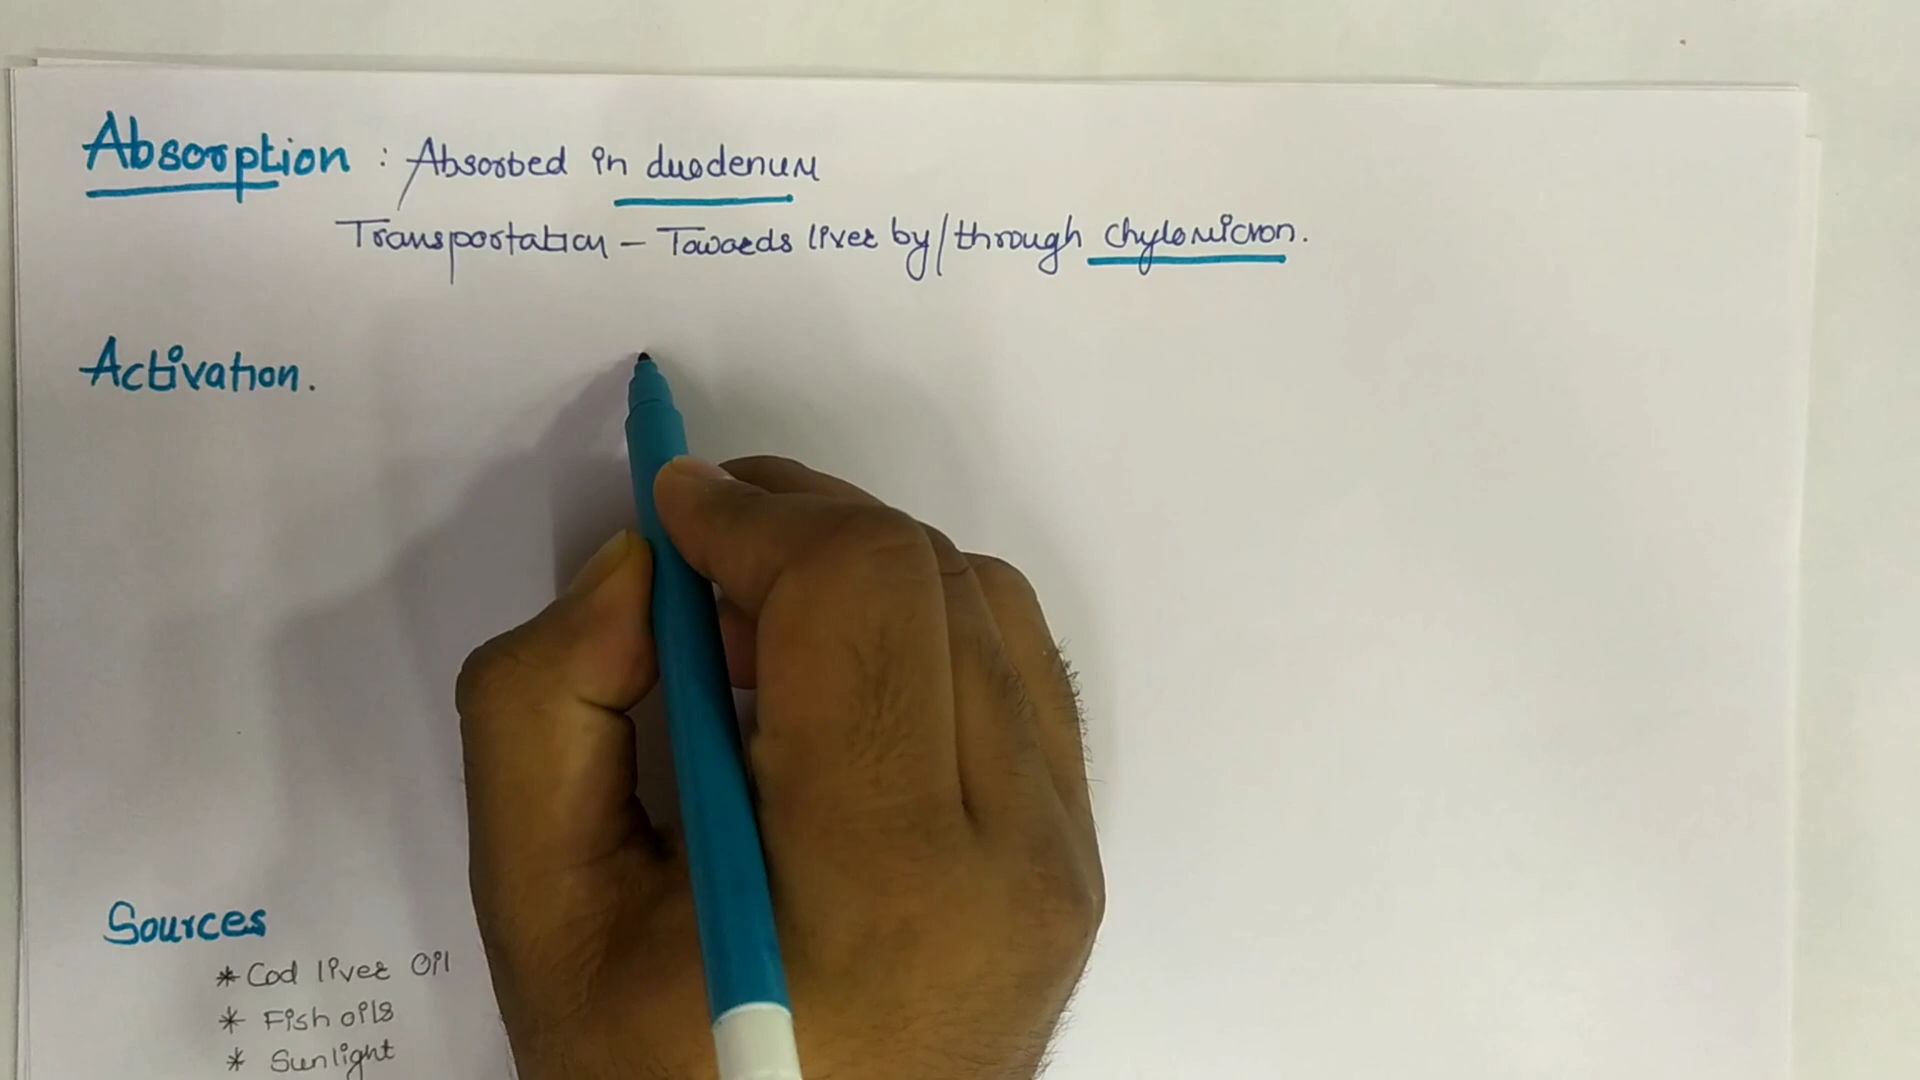 Absorption : Absorbed in duodenum
Transportation - Towards liver by/through chylomicron.
Activation.
Sources
* Cod liver Oil
* Fish oils
* Sunlight